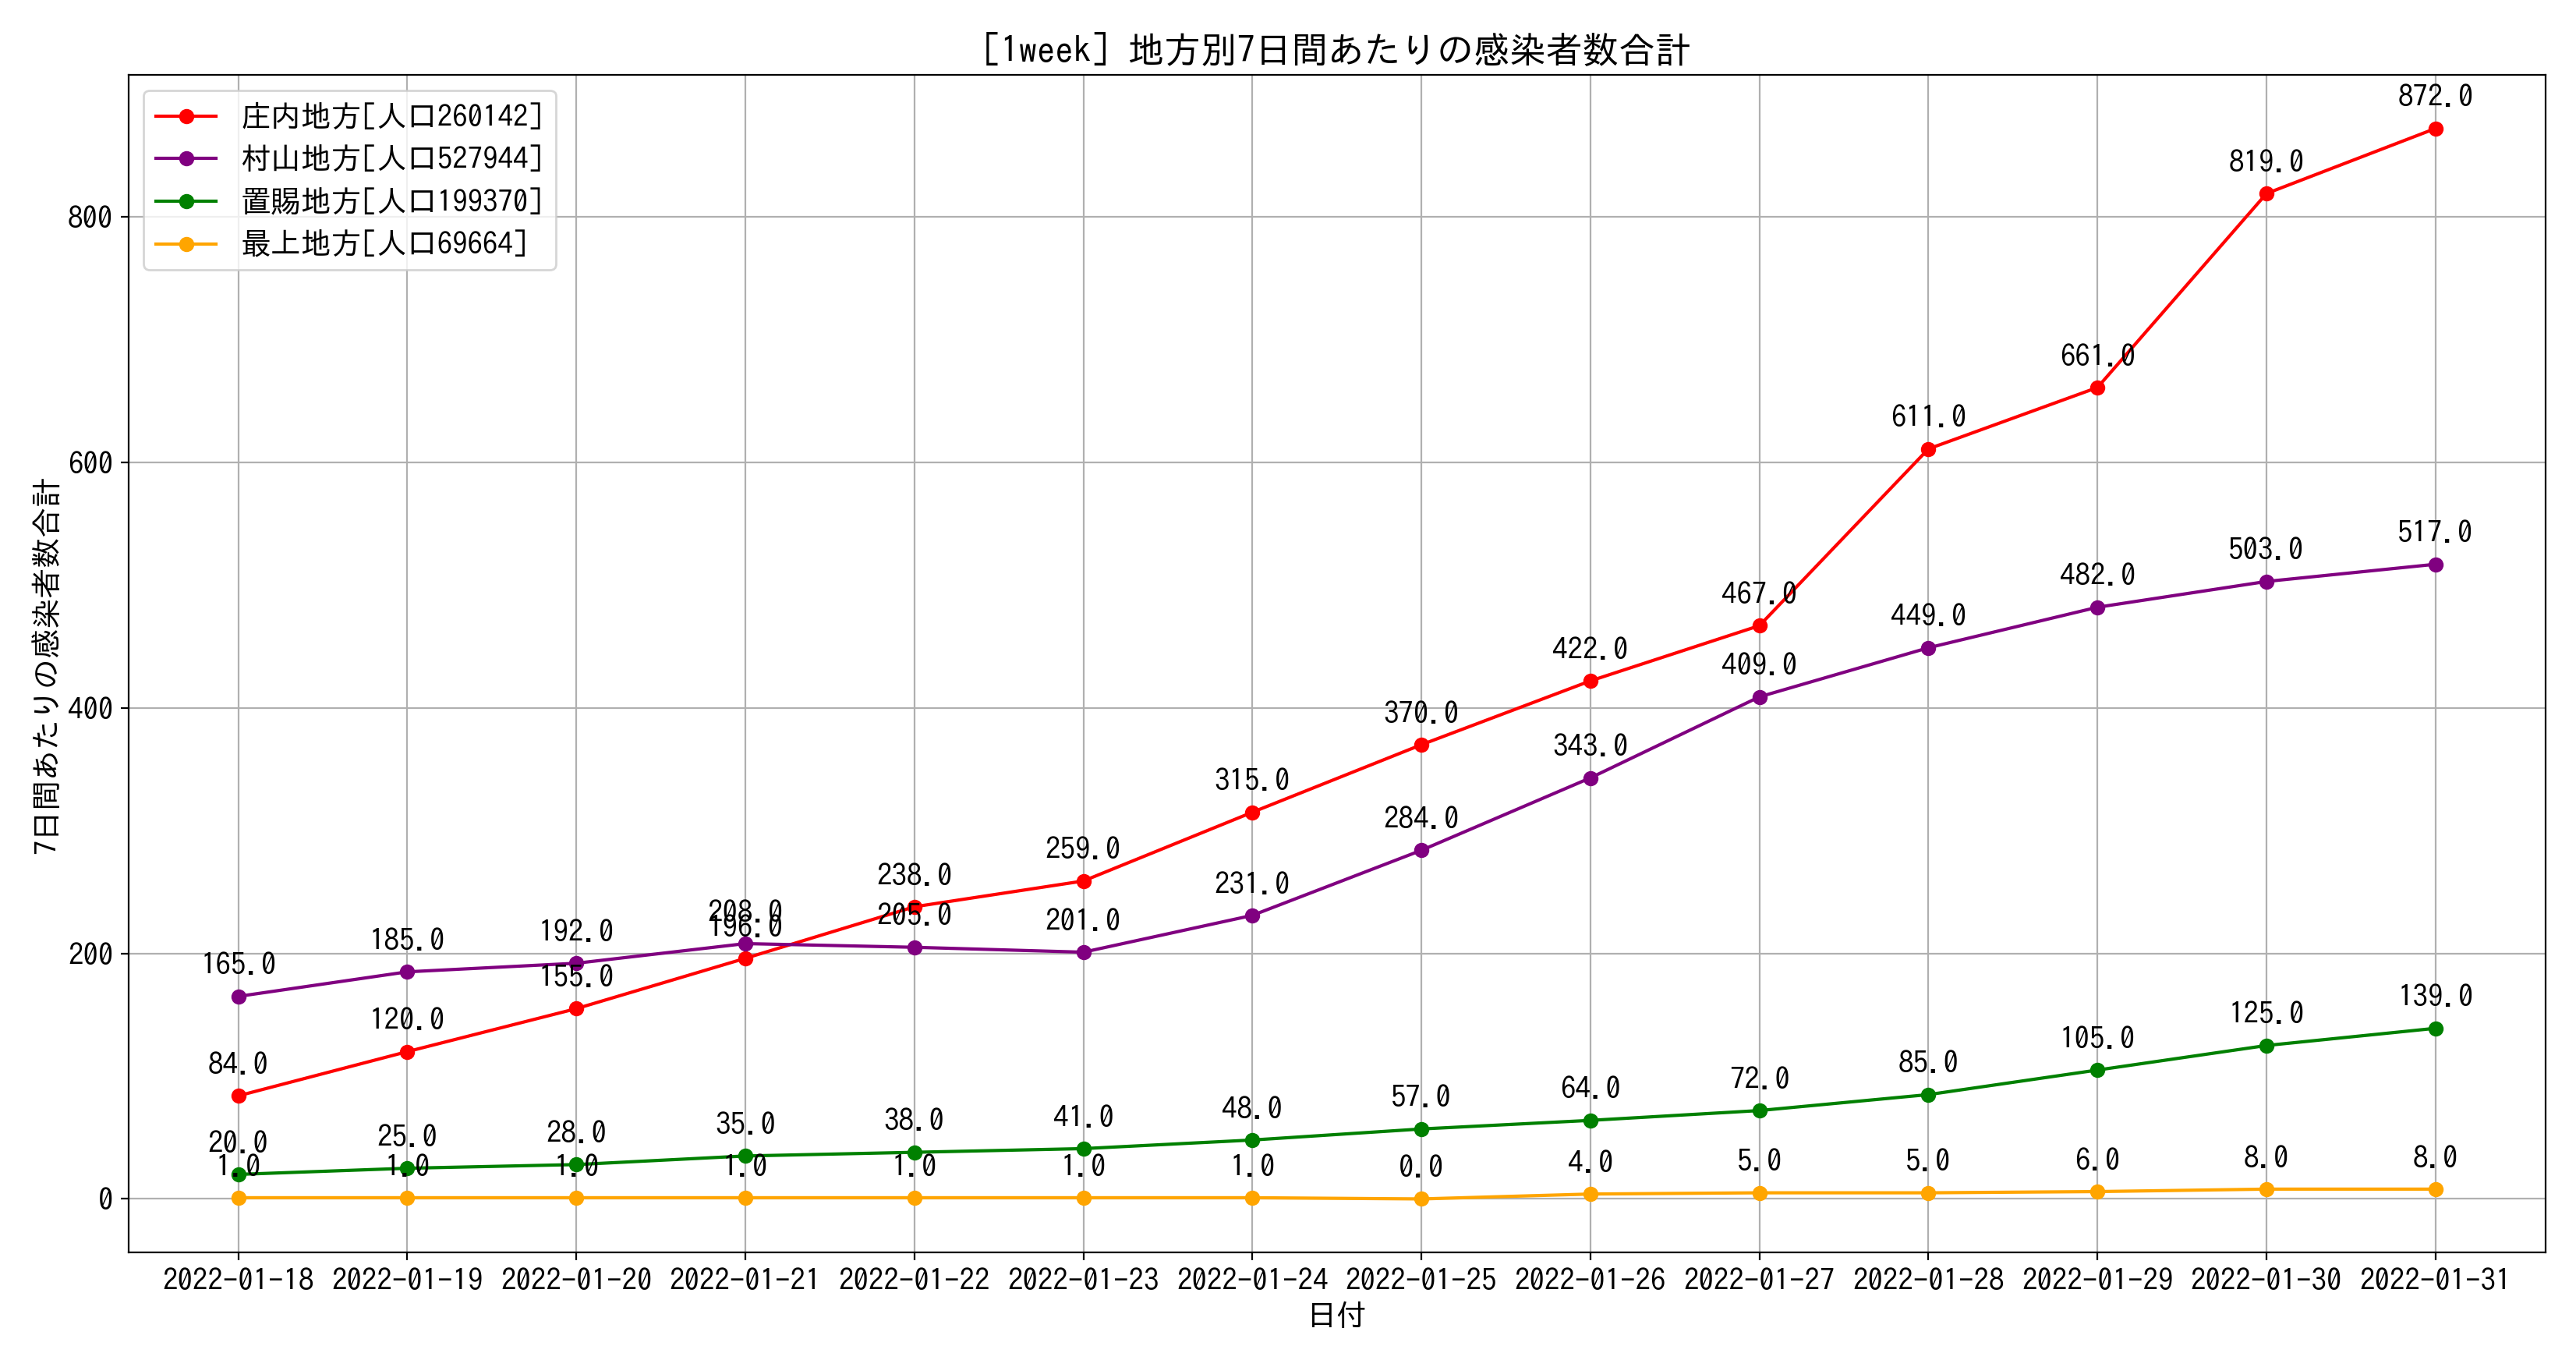 [1week] 地方別7日間あたりの感染者数合計
庄内地方[人口260142]
村山地方[人口527944]
置賜地方[人口199370]
最上地方[人口69664]
7日間あたりの感染者数合計
800
600
400
200
0
84.0 120.0 155.0 196.0 238.0 259.0 315.0 370.0 422.0 467.0 611.0 661.0 819.0 872.0
165.0 185.0 192.0 208.0 205.0 201.0 231.0 284.0 343.0 409.0 449.0 482.0 503.0 517.0
20.0 25.0 28.0 35.0 38.0 41.0 48.0 57.0 64.0 72.0 85.0 105.0 125.0 139.0
1.0 1.0 1.0 1.0 1.0 1.0 1.0 0.0 4.0 5.0 5.0 6.0 8.0 8.0
2022-01-18 2022-01-19 2022-01-20 2022-01-21 2022-01-22 2022-01-23 2022-01-24 2022-01-25 2022-01-26 2022-01-27 2022-01-28 2022-01-29 2022-01-30 2022-01-31
日付